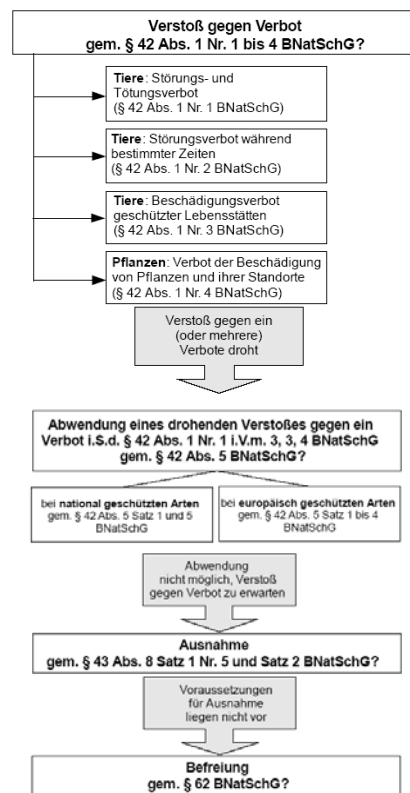 Verstoß gegen Verbot
gem. § 42 Abs. 1 Nr. 1 bis 4 BNatSchG?
Tiere: Störungs- und
Tötungsverbot
(§ 42 Abs. 1 Nr. 1 BNatSchG)
Tiere: Störungsverbot während
bestimmter Zeiten
(§ 42 Abs. 1 Nr. 2 BNatSchG)
Tiere: Beschädigungsverbot
geschützter Lebensstätten
(§ 42 Abs. 1 Nr. 3 BNatSchG)
Pflanzen: Verbot der Beschädigung
von Pflanzen und ihrer Standorte
(§ 42 Abs. 1 Nr. 4 BNatSchG)
Verstoß gegen ein
(oder mehrere)
Verbote droht
Abwendung eines drohenden Verstoßes gegen ein
Verbot i.S.d. § 42 Abs. 1 Nr. 1 i.V.m. 3, 3, 4 BNatSchG
gem. § 42 Abs. 5 BNatSchG?
bei national geschützten Arten
gem. § 42 Abs. 5 Satz 1 und 5
BNatSchG
bei europäisch geschützten Arten
gem. § 42 Abs. 5 Satz 1 bis 4
BNatSchG
Abwendung
nicht möglich, Verstoß
gegen Verbot zu erwarten
Ausnahme
gem. § 43 Abs. 8 Satz 1 Nr. 5 und Satz 2 BNatSchG?
Voraussetzungen
für Ausnahme
liegen nicht vor
Befreiung
gem. § 62 BNatSchG?